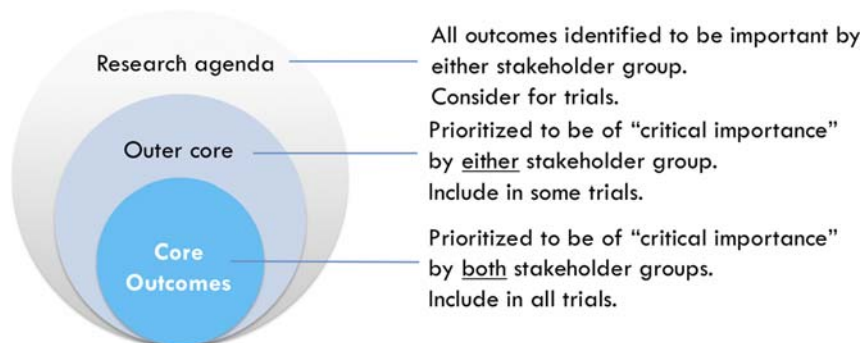 Research agenda
All outcomes identified to be important by
either stakeholder group.
Consider for trials.
Outer core
Prioritized to be of “critical importance”
by either stakeholder group.
Include in some trials.
Core
Outcomes
Prioritized to be of “critical importance”
by both stakeholder groups.
Include in all trials.